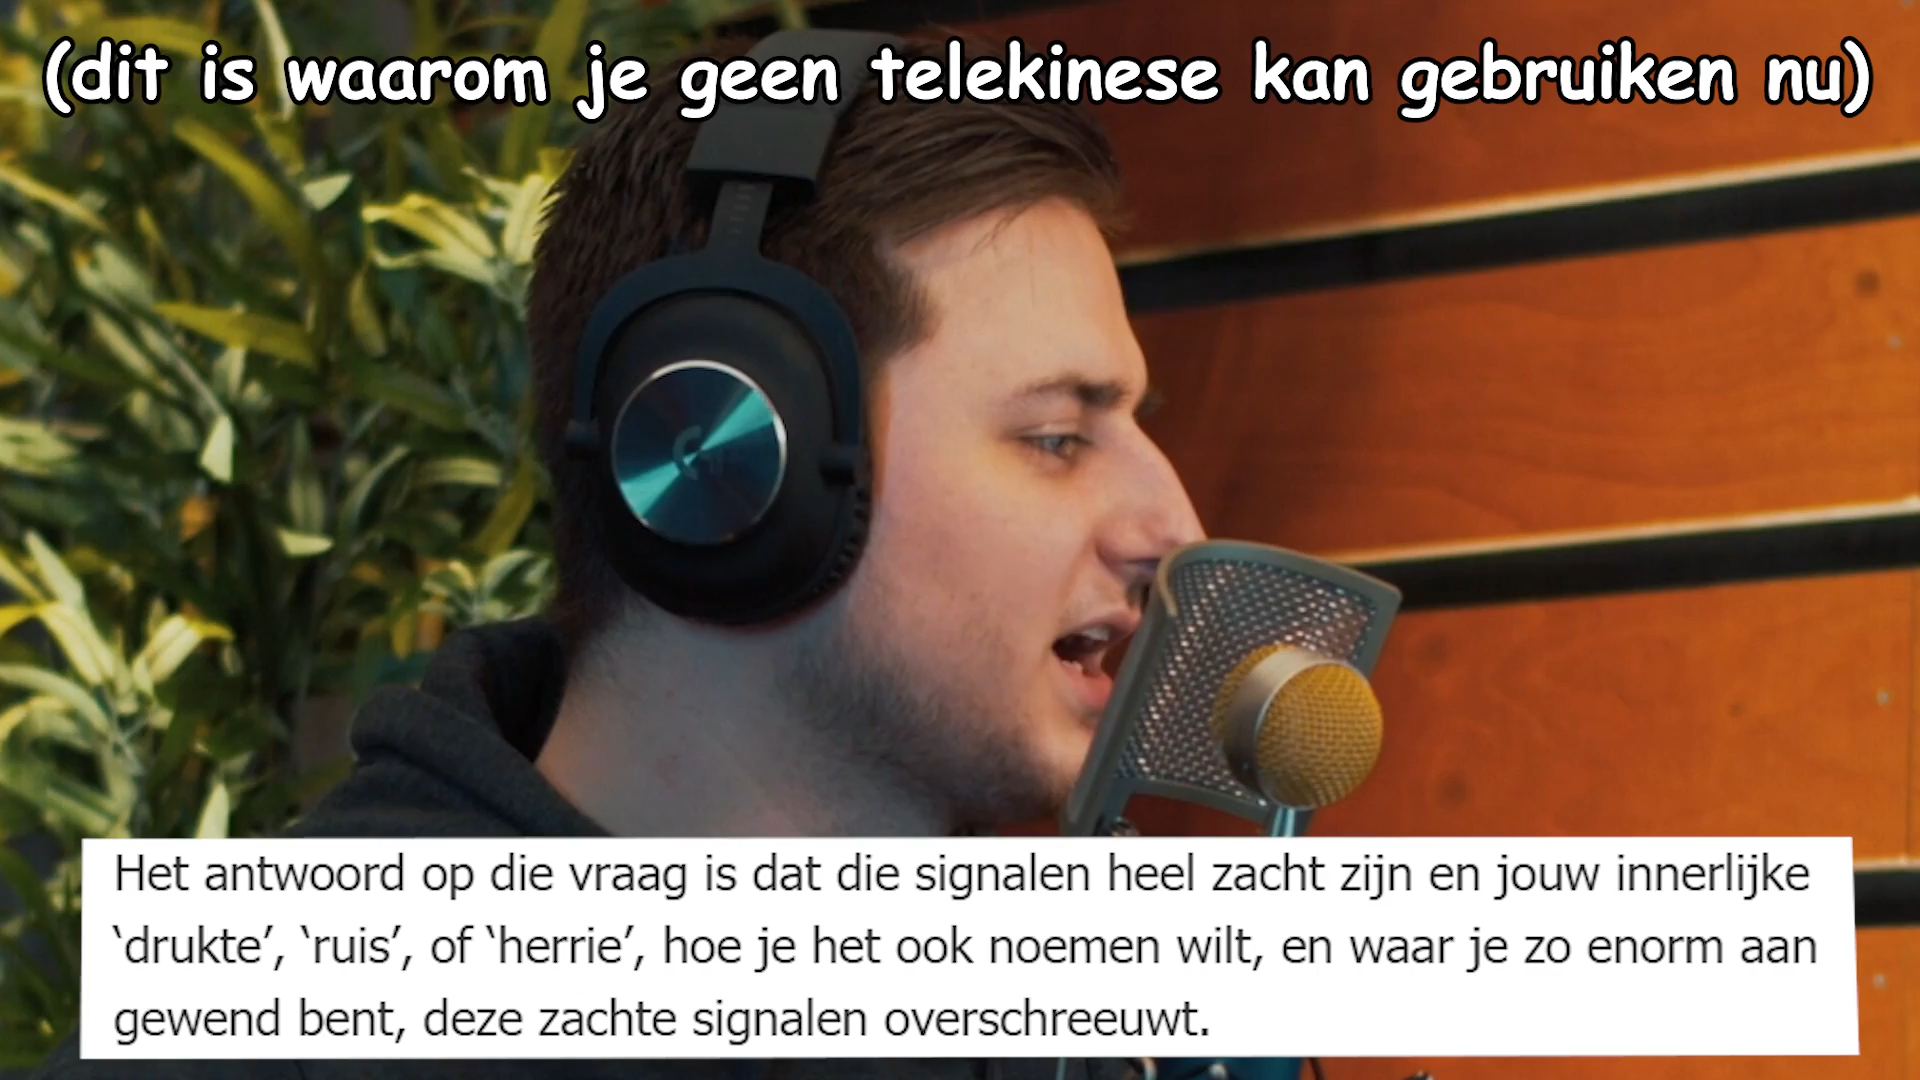 (dit is waarom je geen telekinese kan gebruiken nu)
Het antwoord op die vraag is dat die signalen heel zacht zijn en jouw innerlijke
‘drukte’, ‘ruis’, of ‘herrie’, hoe je het ook noemen wilt, en waar je zo enorm aan
gewend bent, deze zachte signalen overschreeuwt.